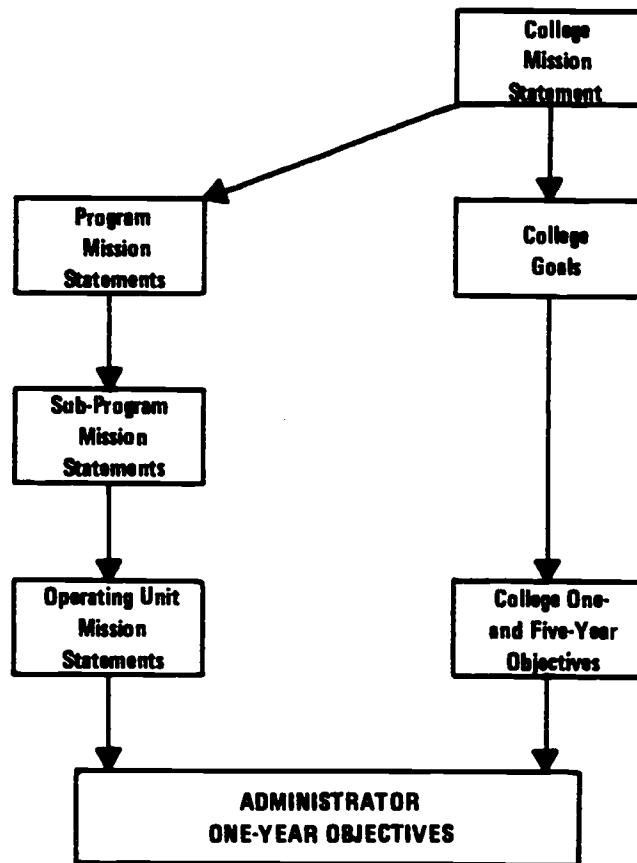 College
Mission
Statement
Program
Mission
Statements
College
Goals
Sub-Program
Mission
Statements
Operating Unit
Mission
Statements
College One-
and Five-Year
Objectives
ADMINISTRATOR
ONE-YEAR OBJECTIVES